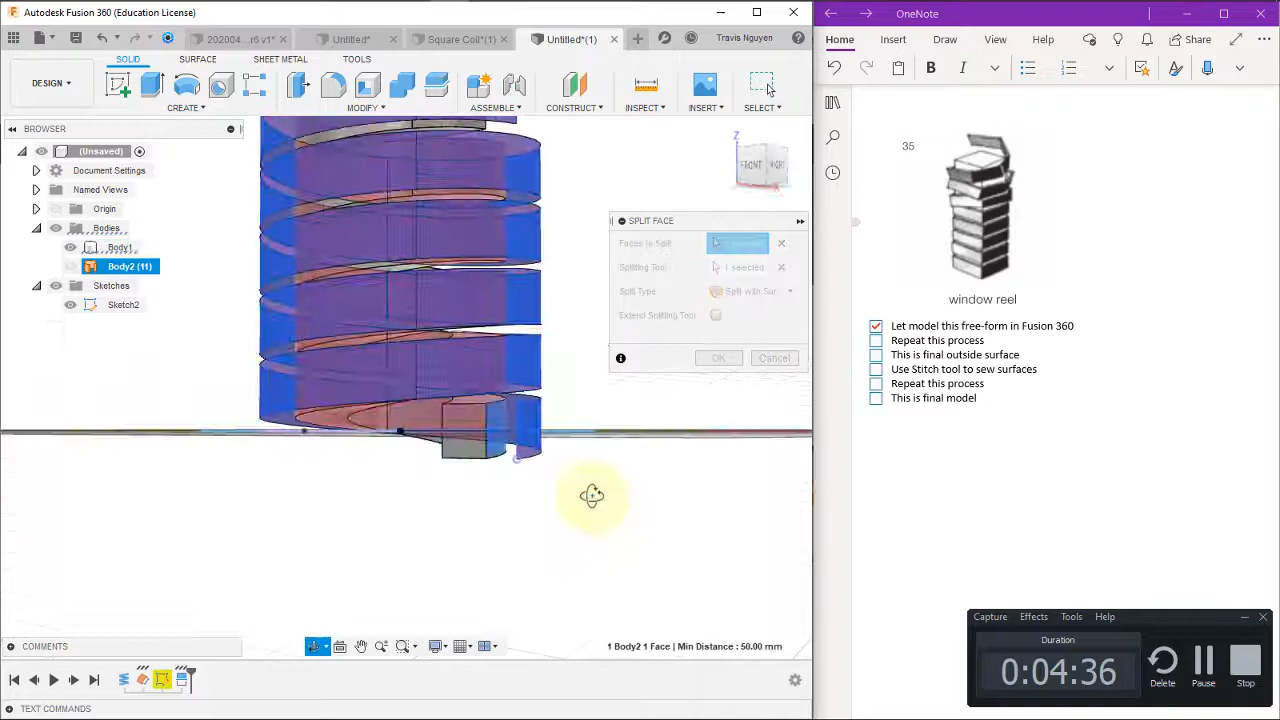 Autodesk Fusion 360 (Education License)
202004...r6 v1*
Untitled*
Square Coil*(1)
Untitled*(1)
Travis Nguyen
DESIGN
SOLID
SURFACE
SHEET METAL
TOOLS
CREATE
MODIFY
ASSEMBLE
CONSTRUCT
INSPECT
INSERT
SELECT
BROWSER
(Unsaved)
Document Settings
Named Views
Origin
Bodies
Body1
Body2 (11)
Sketches
Sketch2
Z
FRONT
X
SPLIT FACE
Faces to Split
Splitting Tool
1 selected
Split Type
Split with Sur
Extend Splitting Tool
OK
Cancel
COMMENTS
1 Body2 1 Face | Min Distance : 50.00 mm
TEXT COMMANDS
OneNote
Home
Insert
Draw
View
Help
Share
B
I
35
window reel
Let model this free-form in Fusion 360
Repeat this process
This is final outside surface
Use Stitch tool to sew surfaces
Repeat this process
This is final model
Capture
Effects
Tools
Help
Duration
0:04:36
Delete
Pause
Stop